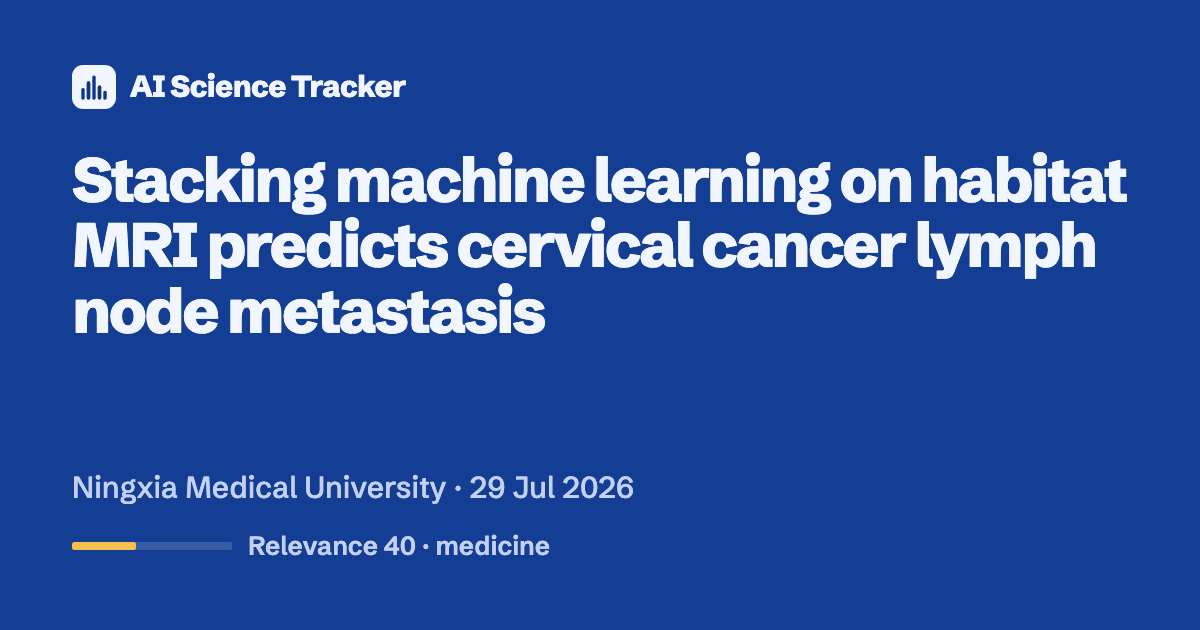 AI Science Tracker
Stacking machine learning on habitat
MRI predicts cervical cancer lymph
node metastasis
Ningxia Medical University · 29 Jul 2026
Relevance 40 · medicine